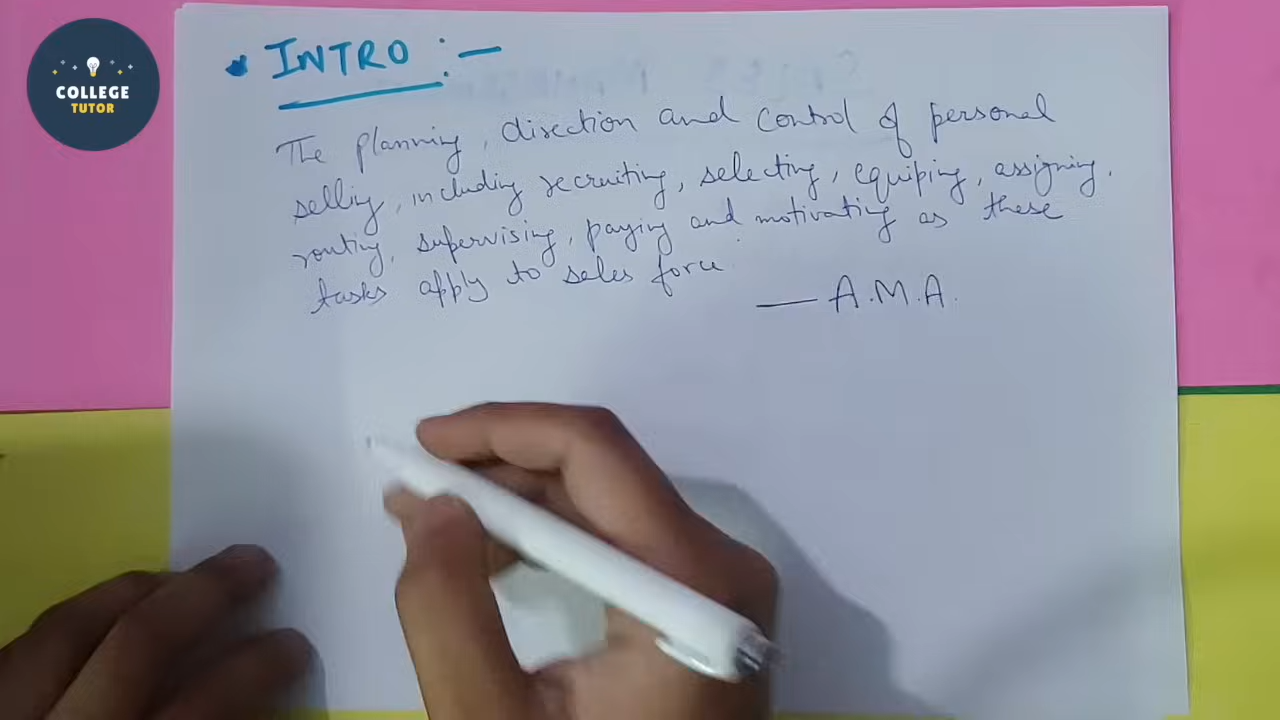 COLLEGE
TUTOR
INTRO :-
The planning, direction and control of personal
selling, including recruiting, selecting, equiping, assigning,
routing, supervising, paying and motivating as these
tasks apply to sales force
— A.M.A.